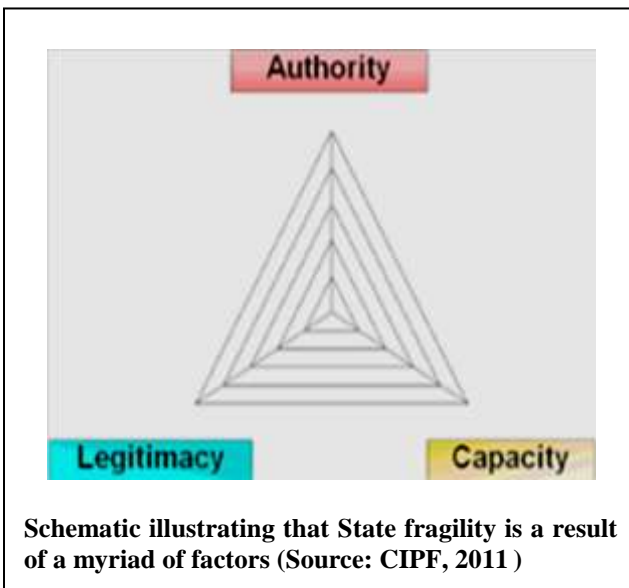 Authority
Legitimacy
Capacity
Schematic illustrating that State fragility is a result
of a myriad of factors (Source: CIPF, 2011 )